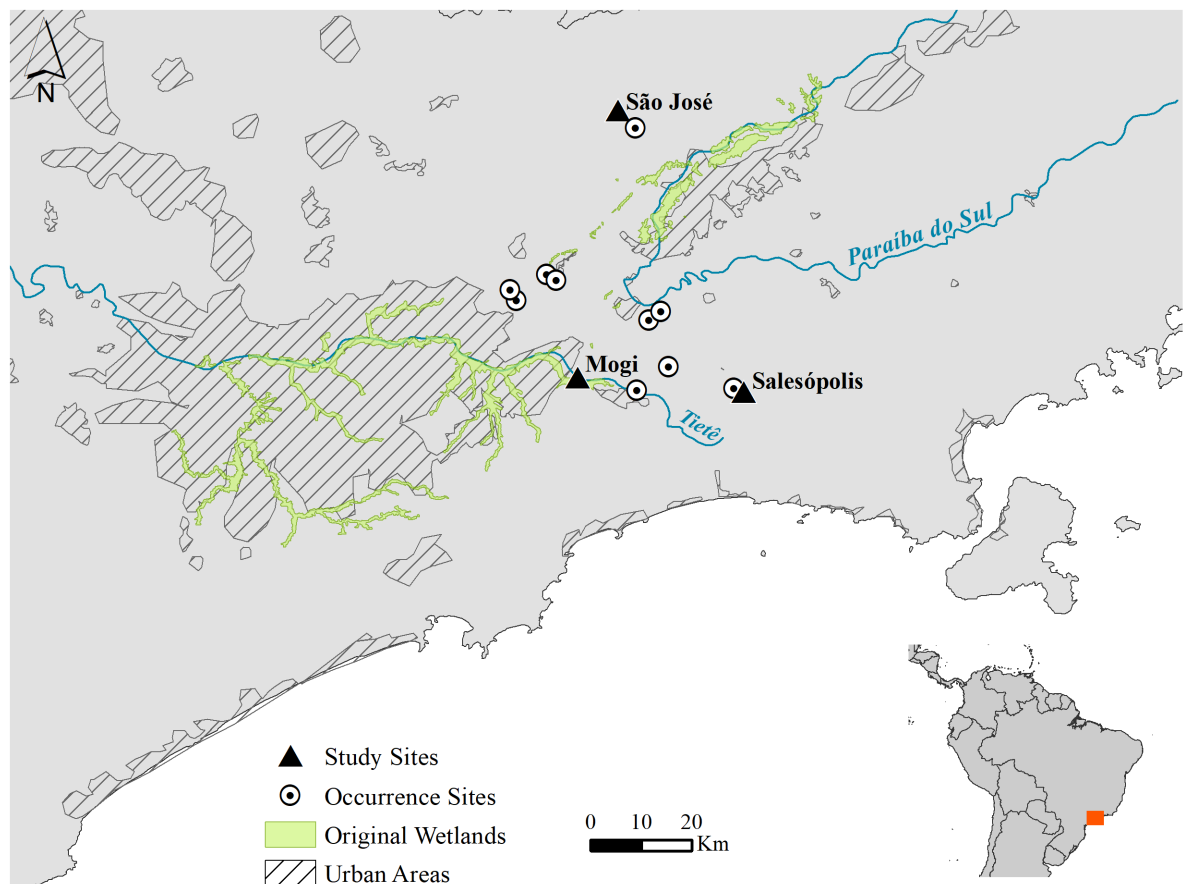 N
São José
Paraíba do Sul
Mogi
Salesópolis
Tietê
Study Sites
Occurrence Sites
Original Wetlands
Urban Areas
0 10 20
Km